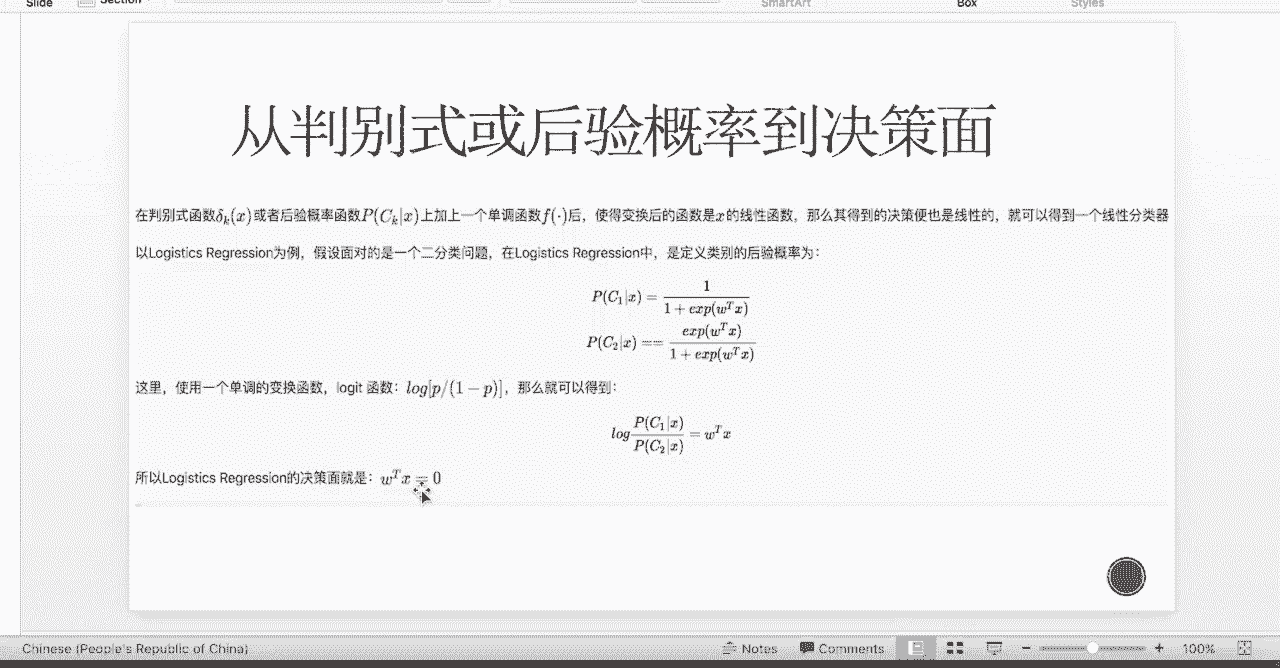 Slide
Section
SmartArt
Box
Styles
从判别式或后验概率到决策面
在判别式函数δ_k(x)或者后验概率函数P(C_k|x)上加上一个单调函数f(·)后，使得变换后的函数是x的线性函数，那么其得到的决策便也是线性的，就可以得到一个线性分类器
以Logistics Regression为例，假设面对的是一个二分类问题，在Logistics Regression中，是定义类别的后验概率为：
P(C_1|x) = 1 / (1 + exp(w^T x))
P(C_2|x) == exp(w^T x) / (1 + exp(w^T x))
这里，使用一个单调的变换函数，logit 函数：log[p/(1 − p)]，那么就可以得到：
log P(C_1|x) / P(C_2|x) = w^T x
所以Logistics Regression的决策面就是：w^T x = 0
Chinese (People's Republic of China)
Notes
Comments
100%